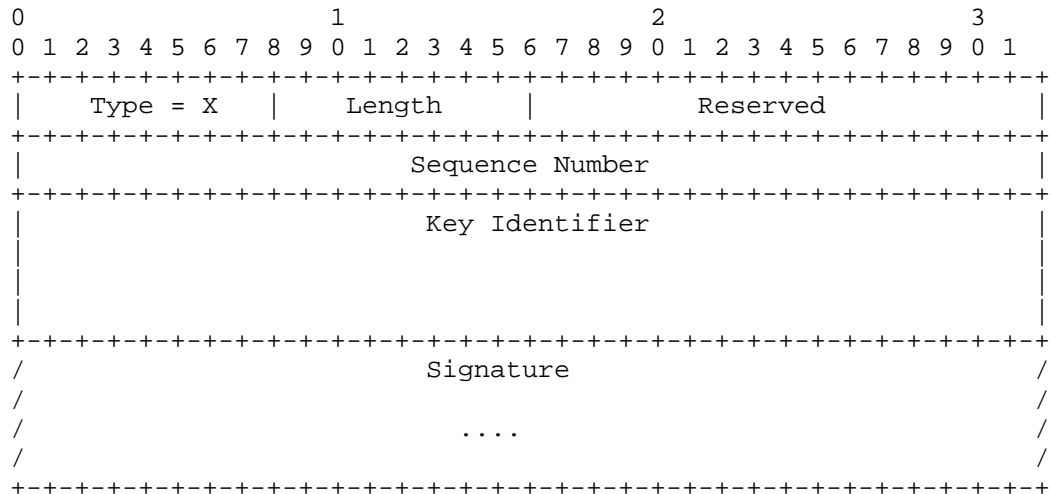 0                   1                   2                   3
0 1 2 3 4 5 6 7 8 9 0 1 2 3 4 5 6 7 8 9 0 1 2 3 4 5 6 7 8 9 0 1
+-+-+-+-+-+-+-+-+-+-+-+-+-+-+-+-+-+-+-+-+-+-+-+-+-+-+-+-+-+-+-+-+
|    Type = X   |    Length     |          Reserved             |
+-+-+-+-+-+-+-+-+-+-+-+-+-+-+-+-+-+-+-+-+-+-+-+-+-+-+-+-+-+-+-+-+
|                        Sequence Number                        |
+-+-+-+-+-+-+-+-+-+-+-+-+-+-+-+-+-+-+-+-+-+-+-+-+-+-+-+-+-+-+-+-+
|                         Key Identifier                        |
|                                                               |
|                                                               |
|                                                               |
+-+-+-+-+-+-+-+-+-+-+-+-+-+-+-+-+-+-+-+-+-+-+-+-+-+-+-+-+-+-+-+-+
/                         Signature                             /
/                                                               /
/                           ....                                /
/                                                               /
+-+-+-+-+-+-+-+-+-+-+-+-+-+-+-+-+-+-+-+-+-+-+-+-+-+-+-+-+-+-+-+-+